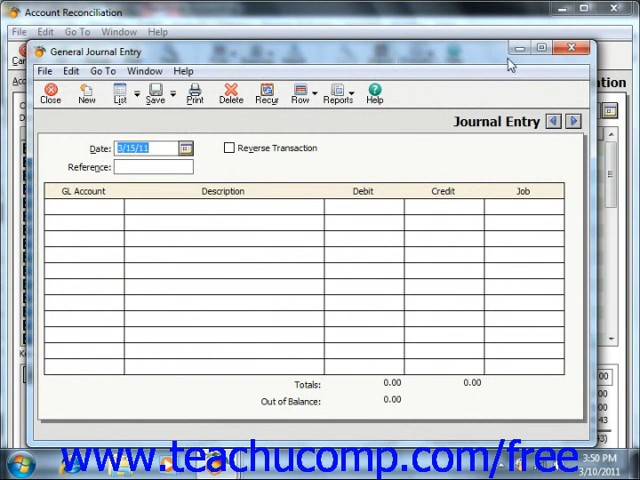 Account Reconciliation
File Edit Go To Window Help
General Journal Entry
File Edit Go To Window Help
Close New List Save Print Delete Recur Row Reports Help
Journal Entry
Date: 3/15/11 Reverse Transaction
Reference:
GL Account Description Debit Credit Job
Totals: 0.00 0.00
Out of Balance: 0.00
www.teachucomp.com/free
3:50 PM
3/10/2011